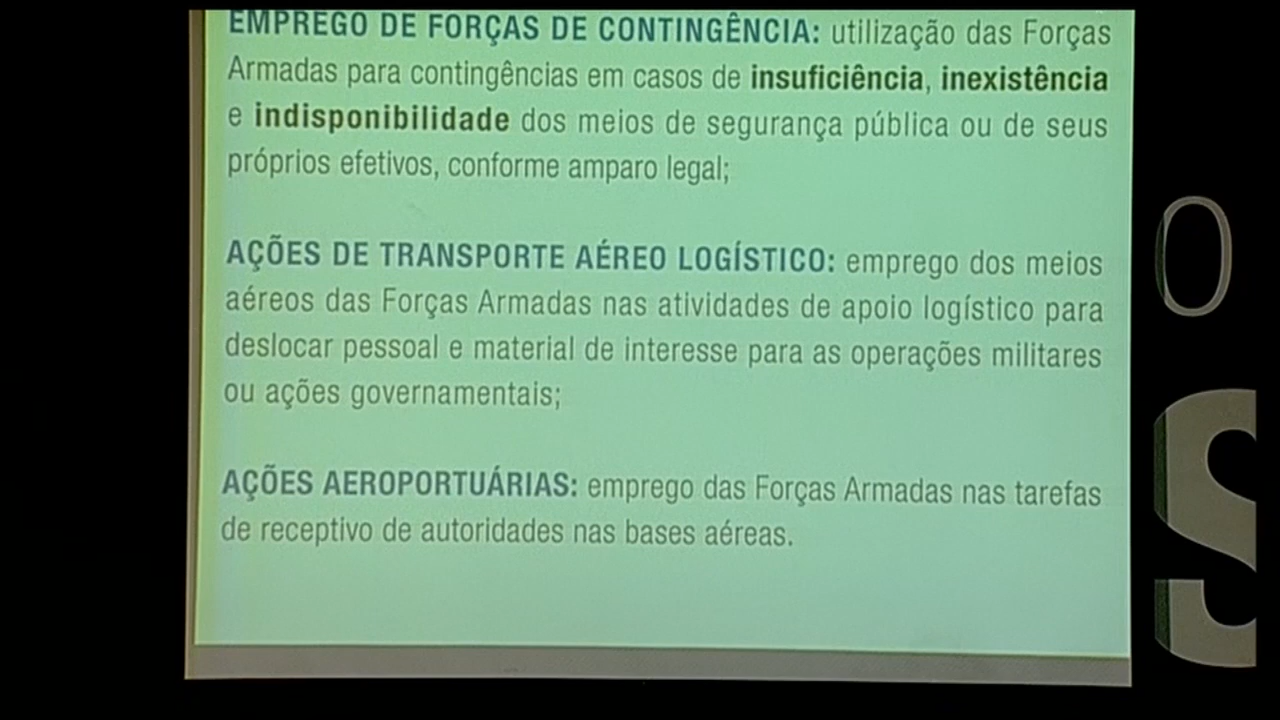 EMPREGO DE FORÇAS DE CONTINGÊNCIA: utilização das Forças
Armadas para contingências em casos de insuficiência, inexistência
e indisponibilidade dos meios de segurança pública ou de seus
próprios efetivos, conforme amparo legal;
AÇÕES DE TRANSPORTE AÉREO LOGÍSTICO: emprego dos meios
aéreos das Forças Armadas nas atividades de apoio logístico para
deslocar pessoal e material de interesse para as operações militares
ou ações governamentais;
AÇÕES AEROPORTUÁRIAS: emprego das Forças Armadas nas tarefas
de receptivo de autoridades nas bases aéreas.
O
S